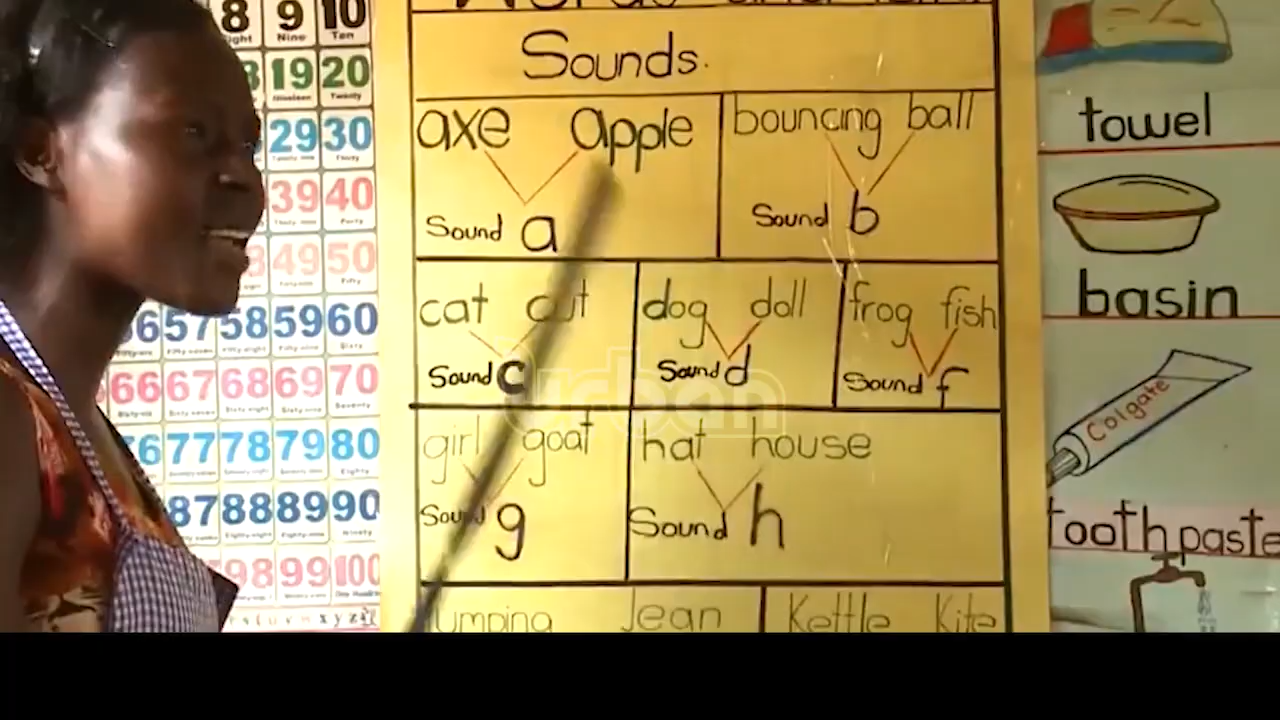 Sounds.
axe apple bouncing ball
Sound a Sound b
cat cut dog doll frog fish
Sound c Sound d Sound f
girl goat hat house
Sound g Sound h
Jean Kettle Kite
8 9 10
Nine Ten
19 20
Nineteen Twenty
29 30
39 40
49 50
57 58 59 60
66 67 68 69 70
77 78 79 80
87 88 89 90
98 99 100
towel
basin
Colgate
toothpaste
urban